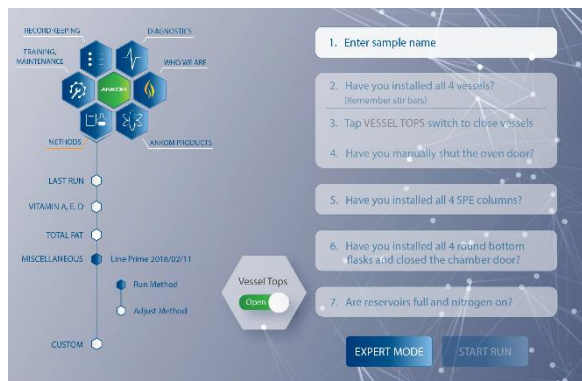 RECORD KEEPING
DIAGNOSTICS
TRAINING,
MAINTENANCE
WHO WE ARE
ANKOM
METHODS
ANKOM PRODUCTS
LAST RUN
VITAMIN A, E, D
TOTAL FAT
MISCELLANEOUS
Line Prime 2018/02/11
Run Method
Adjust Method
CUSTOM
Vessel Tops
Open
1. Enter sample name
2. Have you installed all 4 vessels?
(Remember stir bars)
3. Tap VESSEL TOPS switch to close vessels
4. Have you manually shut the oven door?
5. Have you installed all 4 SPE columns?
6. Have you installed all 4 round bottom
flasks and closed the chamber door?
7. Are reservoirs full and nitrogen on?
EXPERT MODE
START RUN